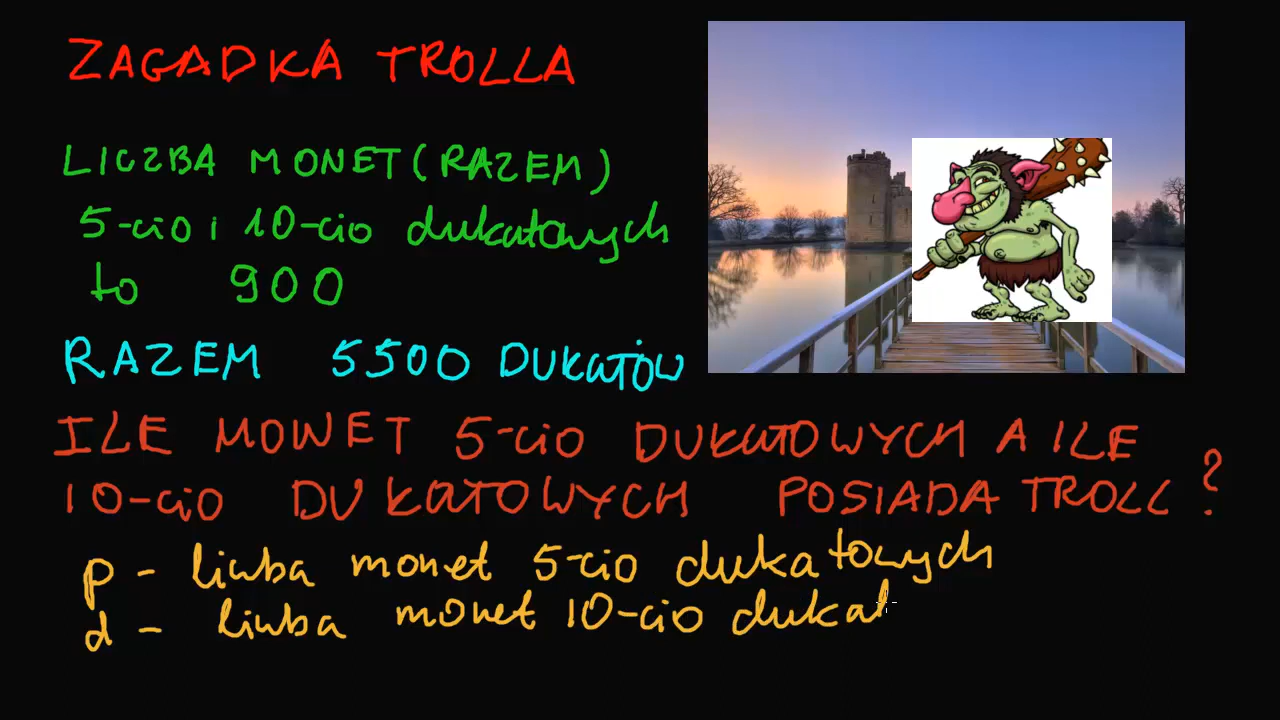 ZAGADKA TROLLA
LICZBA MONET (RAZEM)
5-cio i 10-cio dukatowych
to 900
RAZEM 5500 DUKATÓW
ILE MONET 5-cio DUKATOWYCH A ILE
10-cio DUKATOWYCH POSIADA TROLL?
p - liczba monet 5-cio dukatowych
d - liczba monet 10-cio dukat